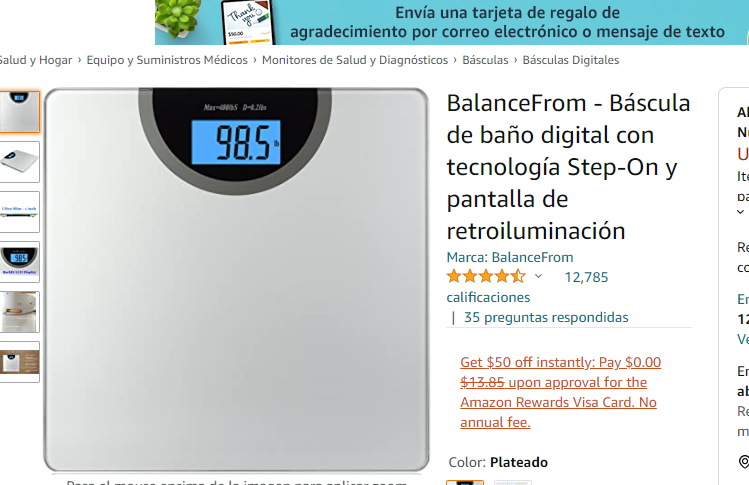 Envía una tarjeta de regalo de
agradecimiento por correo electrónico o mensaje de texto
Thank you
$50.00
Salud y Hogar › Equipo y Suministros Médicos › Monitores de Salud y Diagnósticos › Básculas › Básculas Digitales
Max=400lbS D=0.2lbs
98.5 lb
BalanceFrom - Báscula
de baño digital con
tecnología Step-On y
pantalla de
retroiluminación
Marca: BalanceFrom
12,785
calificaciones
| 35 preguntas respondidas
Get $50 off instantly: Pay $0.00
$13.85 upon approval for the
Amazon Rewards Visa Card. No
annual fee.
Color: Plateado